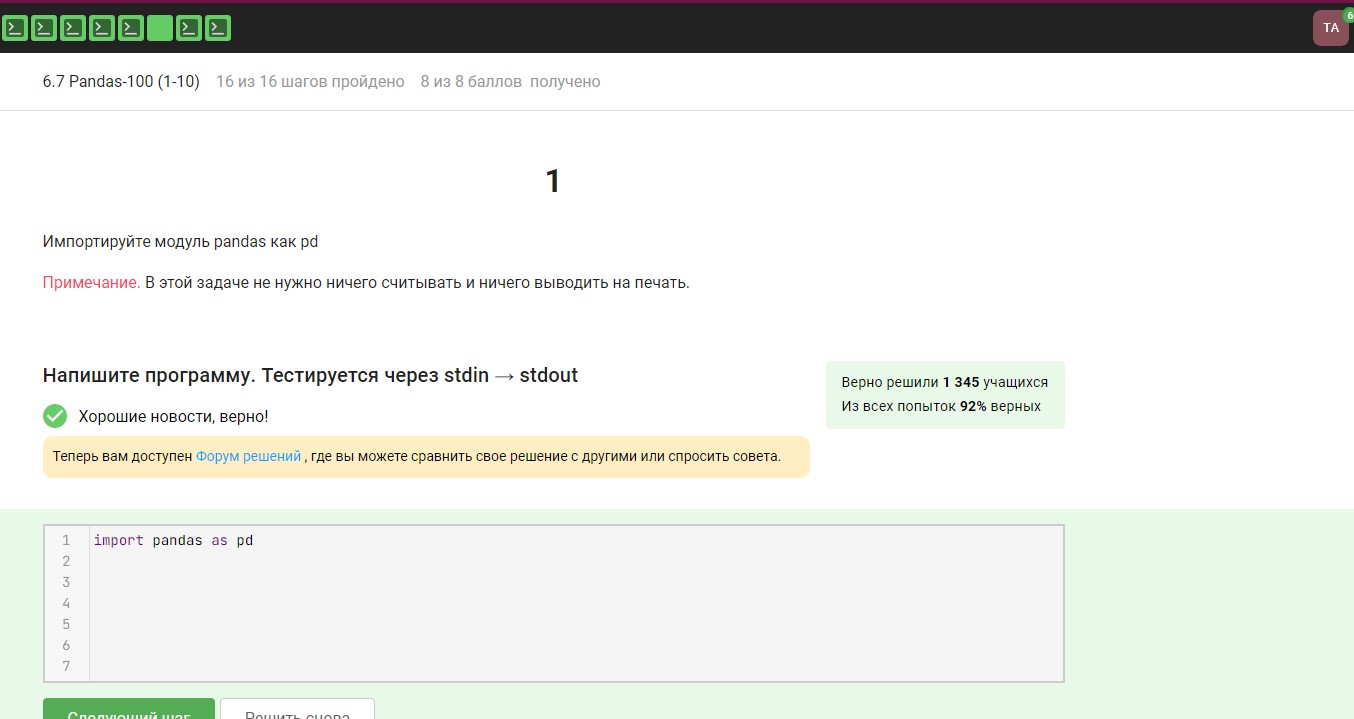 TA
6
6.7 Pandas-100 (1-10) 16 из 16 шагов пройдено 8 из 8 баллов получено
1
Импортируйте модуль pandas как pd
Примечание. В этой задаче не нужно ничего считывать и ничего выводить на печать.
Напишите программу. Тестируется через stdin → stdout
Верно решили 1 345 учащихся
Из всех попыток 92% верных
Хорошие новости, верно!
Теперь вам доступен Форум решений , где вы можете сравнить свое решение с другими или спросить совета.
1 import pandas as pd
2
3
4
5
6
7
Следующий шаг Решить снова